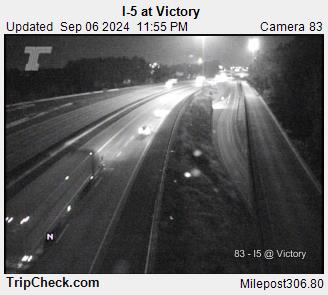 I-5 at Victory
Updated Sep 06 2024 11:55 PM Camera 83
T
N
83 - I5 @ Victory
TripCheck.com Milepost306.80